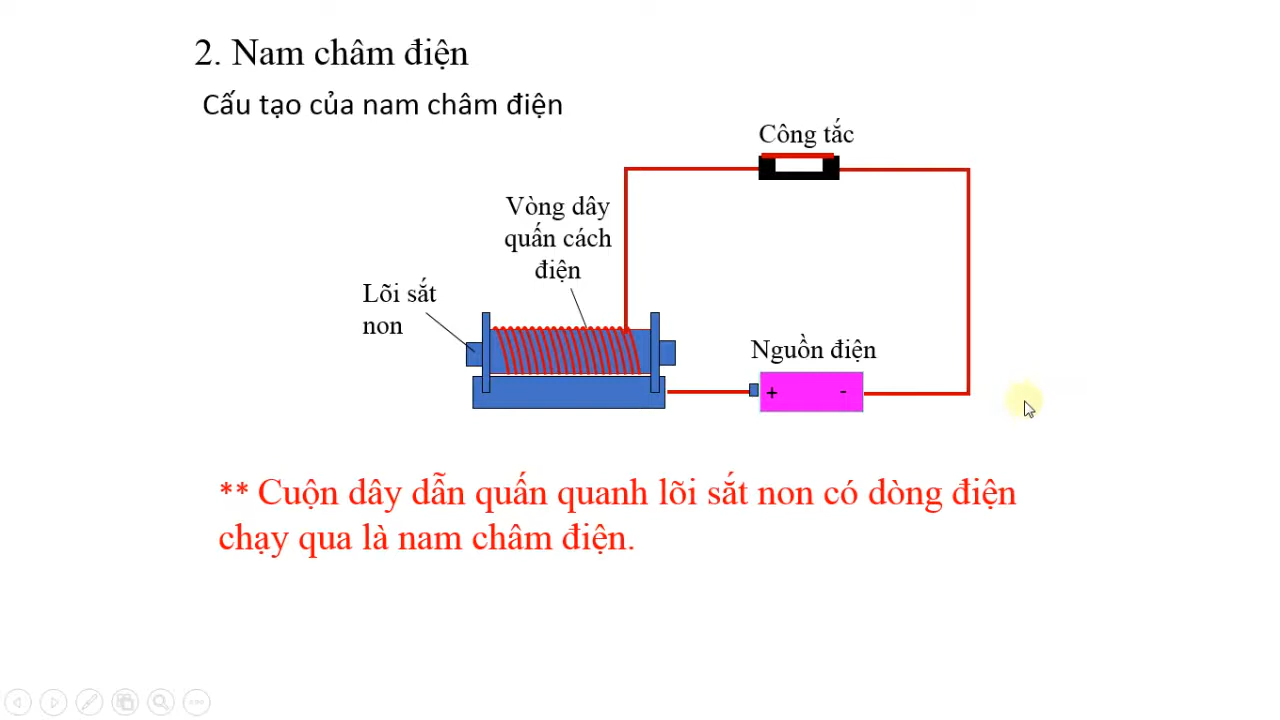 2. Nam châm điện
Cấu tạo của nam châm điện
Công tắc
Vòng dây
quấn cách
điện
Lõi sắt
non
Nguồn điện
+ -
** Cuộn dây dẫn quấn quanh lõi sắt non có dòng điện
chạy qua là nam châm điện.